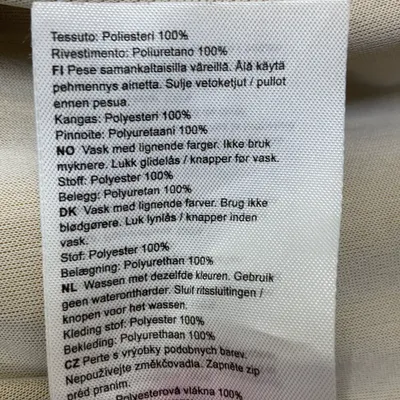 Tessuto: Poliesteri 100%
Rivestimento: Poliuretano 100%
FI Pese samankaltaisilla väreillä. Älä käytä
pehmennys ainetta. Sulje vetoketjut / pullot
ennen pesua.
Kangas: Polyesteri 100%
Pinnoite: Polyuretaani 100%
NO Vask med lignende farger. Ikke bruk
myknere. Lukk glidelås / knapper før vask.
Stoff: Polyester 100%
Belegg: Polyuretan 100%
DK Vask med lignende farver. Brug ikke
blødgørere. Luk lynlås / knapper inden
vask.
Stof: Polyester 100%
Belægning: Polyurethan 100%
NL Wassen met dezelfde kleuren. Gebruik
geen waterontharder. Sluit ritssluitingen /
knopen voor het wassen.
Kleding stof: Polyester 100%
Bekleding: Polyurethaan 100%
CZ Perte s vryóbky podobnych barev.
Nepoužívejte změkčovadla. Zapněte zip
před praním.
Polyesterová vlákna 100%